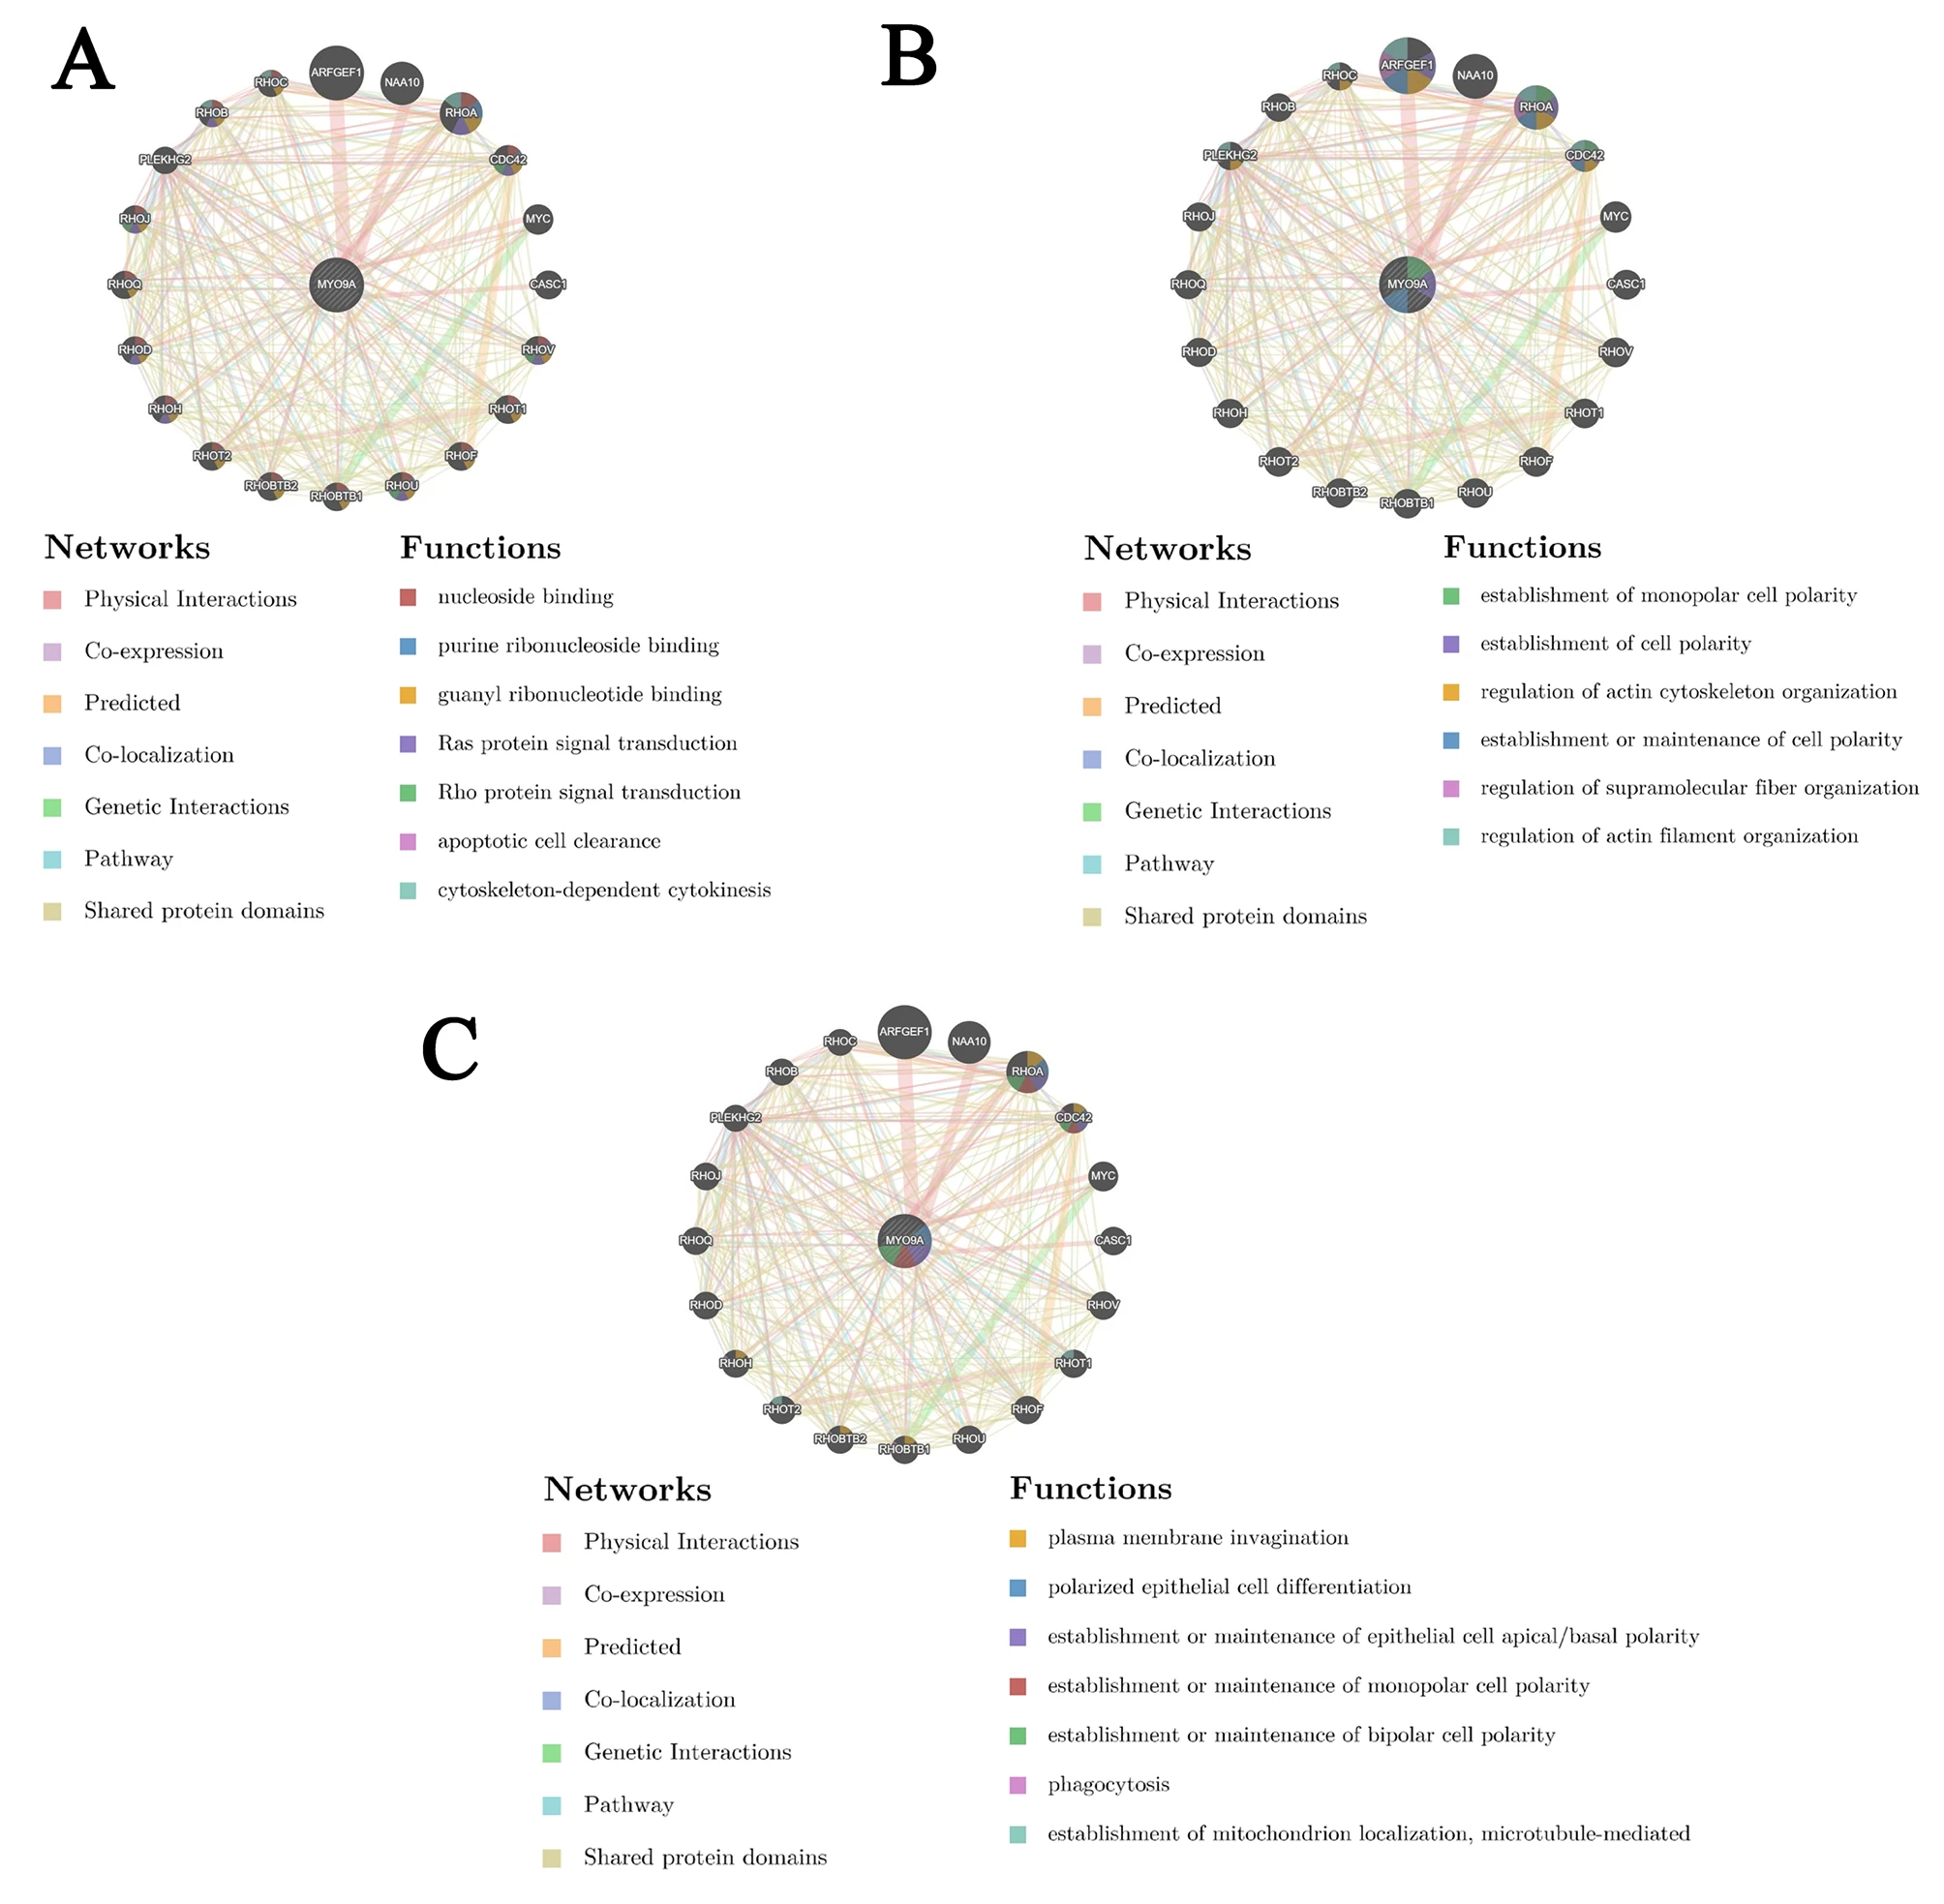 A
ARFGEF1
NAA10
RHOC
RHOA
RHOB
CDC42
PLEKHG2
MYC
RHOJ
MYO9A
CASC1
RHOQ
RHOV
RHOD
RHOT1
RHOH
RHOF
RHOT2
RHOU
RHOBTB2
RHOBTB1
Networks
Physical Interactions
Co-expression
Predicted
Co-localization
Genetic Interactions
Pathway
Shared protein domains
Functions
nucleoside binding
purine ribonucleoside binding
guanyl ribonucleotide binding
Ras protein signal transduction
Rho protein signal transduction
apoptotic cell clearance
cytoskeleton-dependent cytokinesis
B
ARFGEF1
NAA10
RHOC
RHOA
RHOB
CDC42
PLEKHG2
MYC
RHOJ
MYO9A
CASC1
RHOQ
RHOV
RHOD
RHOT1
RHOH
RHOF
RHOT2
RHOU
RHOBTB2
RHOBTB1
Networks
Physical Interactions
Co-expression
Predicted
Co-localization
Genetic Interactions
Pathway
Shared protein domains
Functions
establishment of monopolar cell polarity
establishment of cell polarity
regulation of actin cytoskeleton organization
establishment or maintenance of cell polarity
regulation of supramolecular fiber organization
regulation of actin filament organization
C
ARFGEF1
NAA10
RHOC
RHOA
RHOB
CDC42
PLEKHG2
MYC
RHOJ
MYO9A
CASC1
RHOQ
RHOV
RHOD
RHOT1
RHOH
RHOF
RHOT2
RHOU
RHOBTB2
RHOBTB1
Networks
Physical Interactions
Co-expression
Predicted
Co-localization
Genetic Interactions
Pathway
Shared protein domains
Functions
plasma membrane invagination
polarized epithelial cell differentiation
establishment or maintenance of epithelial cell apical/basal polarity
establishment or maintenance of monopolar cell polarity
establishment or maintenance of bipolar cell polarity
phagocytosis
establishment of mitochondrion localization, microtubule-mediated